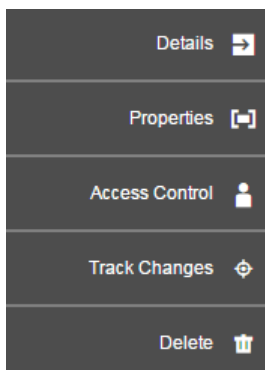 Details
Properties
Access Control
Track Changes
Delete